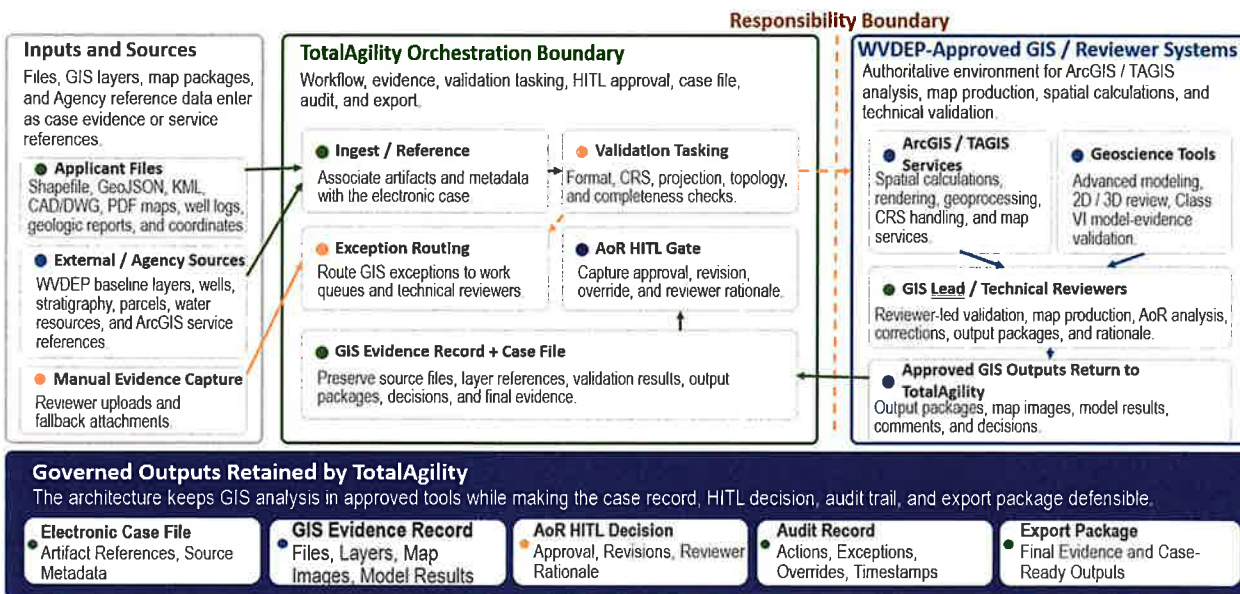 Responsibility Boundary
Inputs and Sources
Files, GIS layers, map packages,
and Agency reference data enter
as case evidence or service
references.
Applicant Files
Shapefile, GeoJSON, KML,
CAD/DWG, PDF maps, well logs,
geologic reports, and coordinates.
External / Agency Sources
WVDEP baseline layers, wells,
stratigraphy, parcels, water
resources, and ArcGIS service
references.
Manual Evidence Capture
Reviewer uploads and
fallback attachments.
TotalAgility Orchestration Boundary
Workflow, evidence, validation tasking, HITL approval, case file,
audit, and export.
Ingest / Reference
Associate artifacts and metadata
with the electronic case.
Validation Tasking
Format, CRS, projection, topology,
and completeness checks.
Exception Routing
Route GIS exceptions to work
queues and technical reviewers.
AoR HITL Gate
Capture approval, revision,
override, and reviewer rationale.
GIS Evidence Record + Case File
Preserve source files, layer references, validation results, output
packages, decisions, and final evidence.
WVDEP-Approved GIS / Reviewer Systems
Authoritative environment for ArcGIS / TAGIS
analysis, map production, spatial calculations, and
technical validation.
ArcGIS / TAGIS
Services
Spatial calculations,
rendering, geoprocessing,
CRS handling, and map
services.
Geoscience Tools
Advanced modeling,
2D / 3D review, Class
VI model-evidence
validation.
GIS Lead / Technical Reviewers
Reviewer-led validation, map production, AoR analysis,
corrections, output packages, and rationale.
Approved GIS Outputs Return to
TotalAgility
Output packages, map images, model results,
comments, and decisions.
Governed Outputs Retained by TotalAgility
The architecture keeps GIS analysis in approved tools while making the case record, HITL decision, audit trail, and export package defensible.
Electronic Case File
Artifact References, Source
Metadata
GIS Evidence Record
Files, Layers, Map
Images, Model Results
AoR HITL Decision
Approval, Revisions, Reviewer
Rationale
Audit Record
Actions, Exceptions,
Overrides, Timestamps
Export Package
Final Evidence and Case-
Ready Outputs